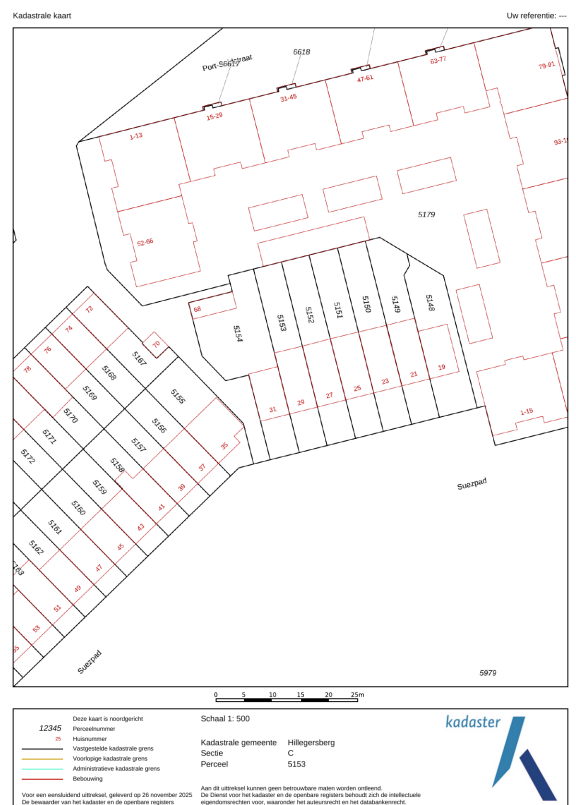 Kadastrale kaart
Uw referentie: ---
6618
Port-Saïdstraat
63-77
79-91
47-61
31-45
15-29
1-13
5179
52-66
68
72
74
76
78
70
5154
5153
5152
5151
5150
5149
5148
5167
5168
5169
5170
5171
5172
5155
5156
5157
5158
5159
5160
5161
5162
5163
31
29
27
25
23
21
19
1-15
35
37
39
41
43
45
47
49
51
53
55
Suezpad
Suezpad
5979
0 5 10 15 20 25m
Deze kaart is noordgericht
12345 Perceelnummer
25 Huisnummer
Vastgestelde kadastrale grens
Voorlopige kadastrale grens
Administratieve kadastrale grens
Bebouwing
Voor een eensluidend uittreksel, geleverd op 26 november 2025
De bewaarder van het kadaster en de openbare registers
Schaal 1: 500
Kadastrale gemeente Hillegersberg
Sectie C
Perceel 5153
Aan dit uittreksel kunnen geen betrouwbare maten worden ontleend.
De Dienst voor het kadaster en de openbare registers behoudt zich de intellectuele
eigendomsrechten voor, waaronder het auteursrecht en het databankenrecht.
kadaster